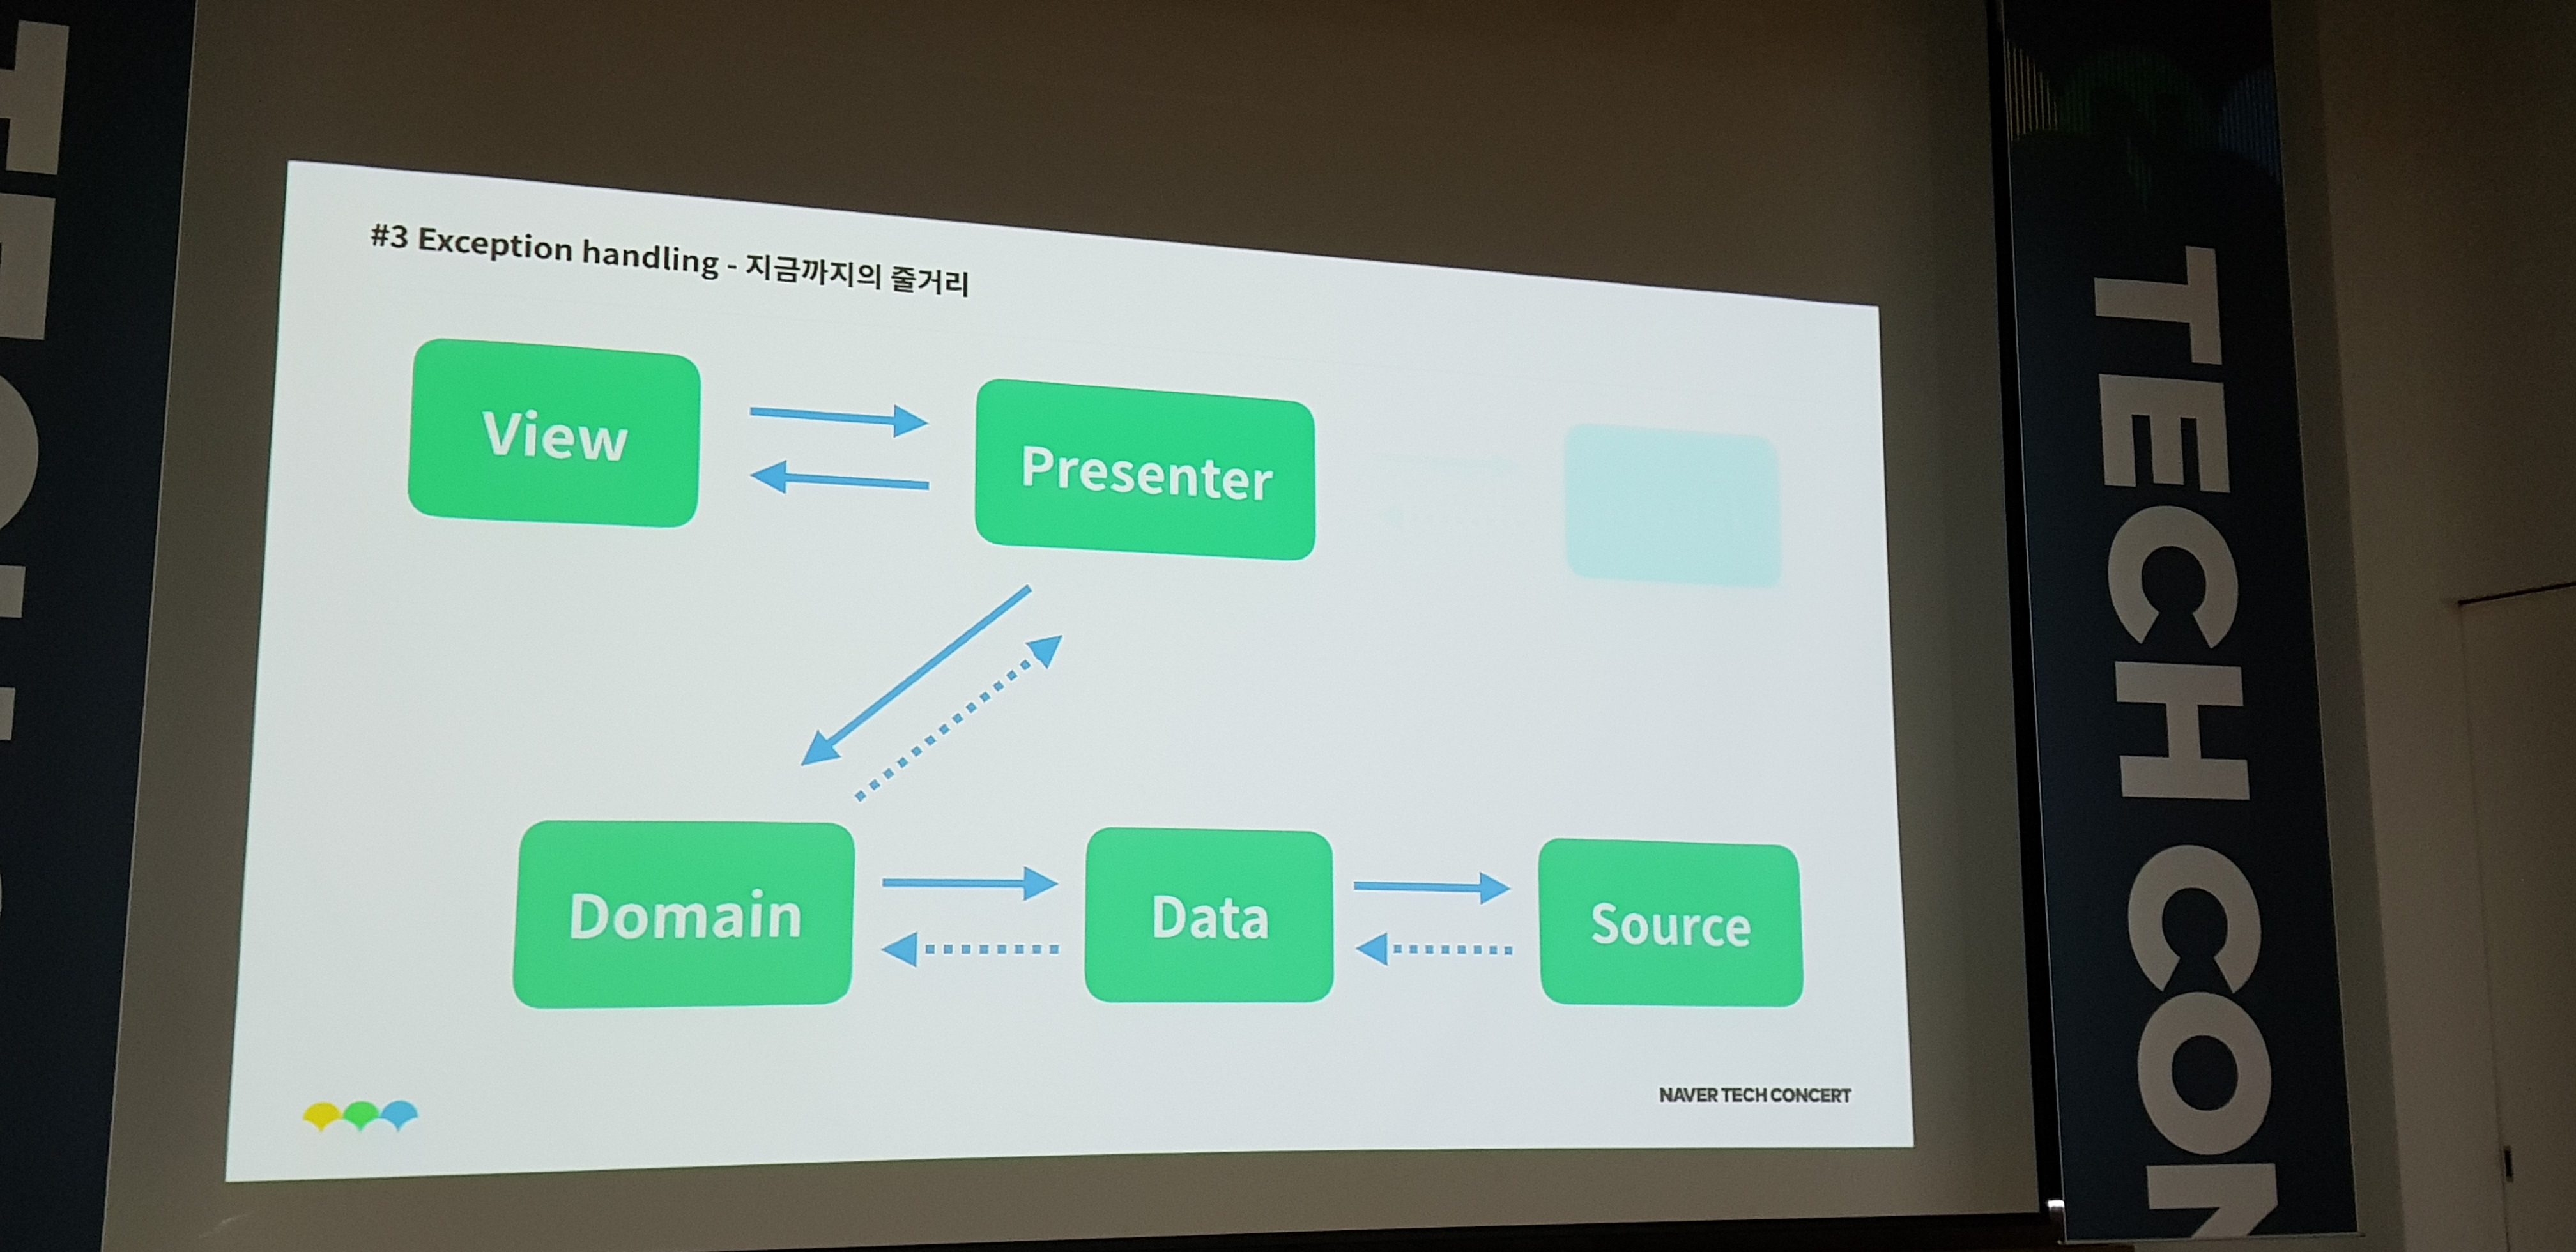 #3 Exception handling - 지금까지의 줄거리
View
Presenter
Domain
Data
Source
NAVER TECH CONCERT
TECH CON